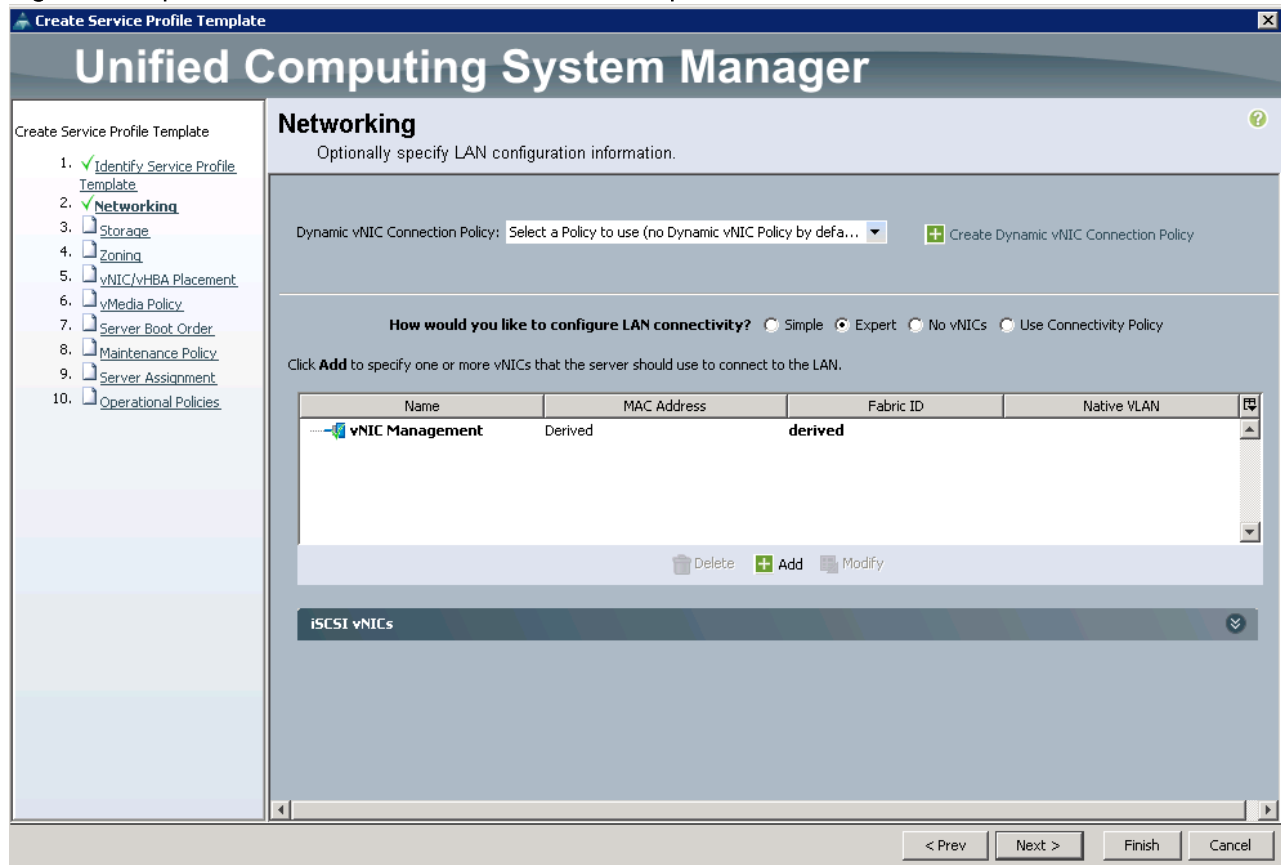 Create Service Profile Template
Unified Computing System Manager
Create Service Profile Template
1. Identify Service Profile
Template
2. Networking
3. Storage
4. Zoning
5. vNIC/vHBA Placement
6. vMedia Policy
7. Server Boot Order
8. Maintenance Policy
9. Server Assignment
10. Operational Policies
Networking
Optionally specify LAN configuration information.
Dynamic vNIC Connection Policy: Select a Policy to use (no Dynamic vNIC Policy by defa... Create Dynamic vNIC Connection Policy
How would you like to configure LAN connectivity? Simple Expert No vNICs Use Connectivity Policy
Click Add to specify one or more vNICs that the server should use to connect to the LAN.
Name MAC Address Fabric ID Native VLAN
vNIC Management Derived derived
Delete Add Modify
iSCSI vNICs
< Prev Next > Finish Cancel